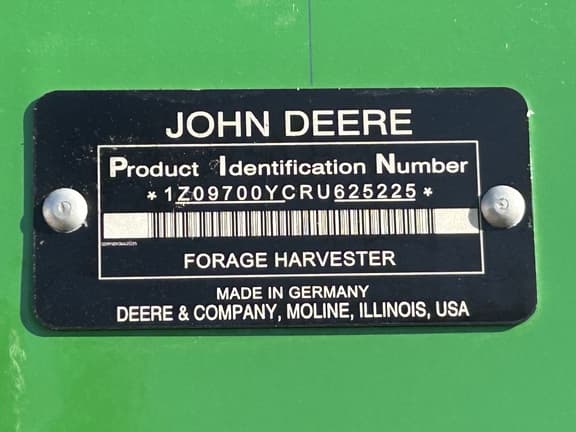 JOHN DEERE
Product Identification Number
*1Z09700YCRU625225*
FORAGE HARVESTER
MADE IN GERMANY
DEERE & COMPANY, MOLINE, ILLINOIS, USA